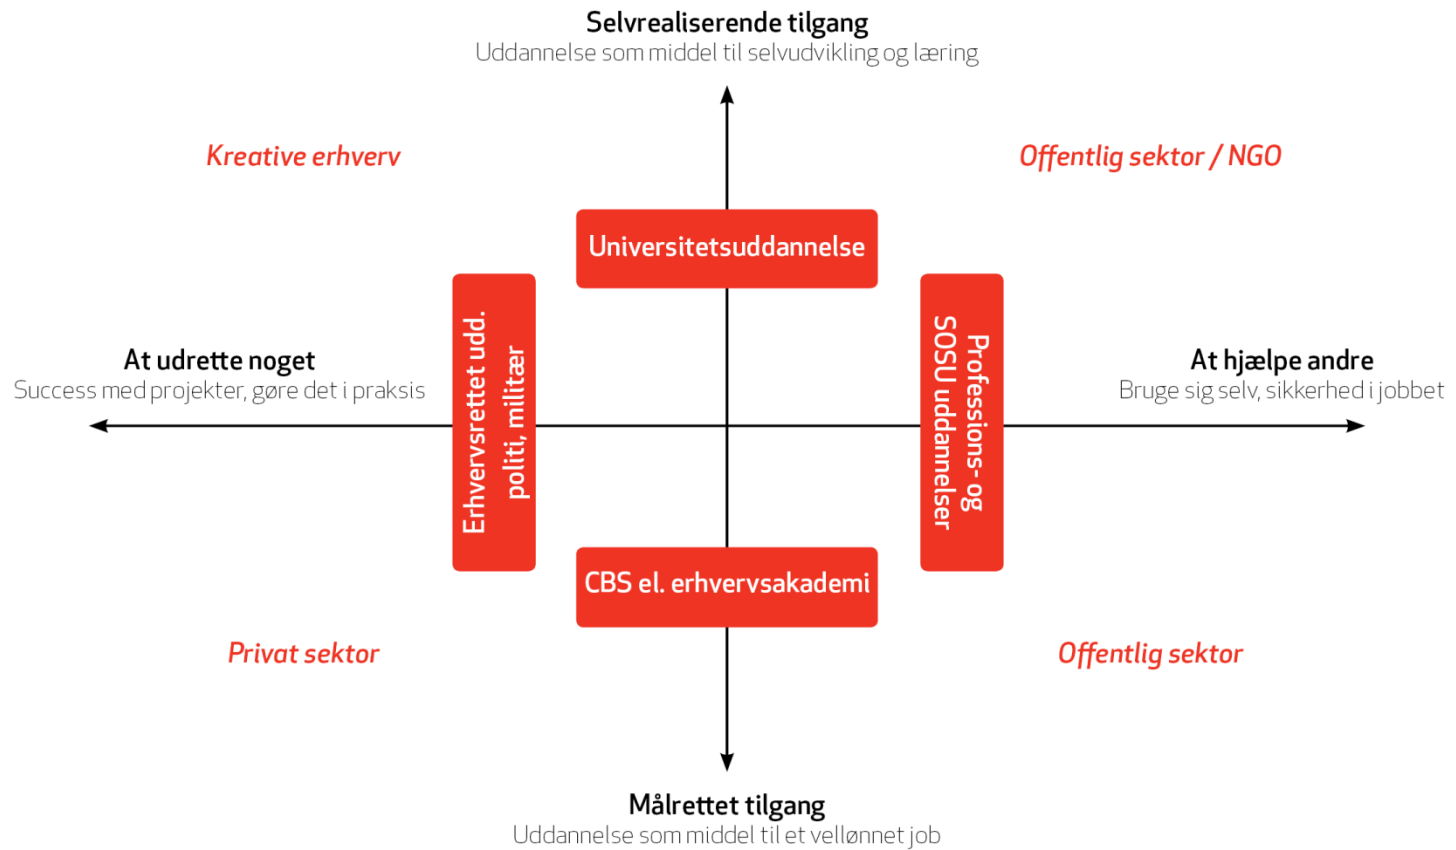 Selvrealiserende tilgang
Uddannelse som middel til selvudvikling og læring
Kreative erhverv
Offentlig sektor / NGO
Universitetsuddannelse
At udrette noget
Success med projekter, gøre det i praksis
Erhvervsrettet udd.
politi, militær
Professions- og
SOSU uddannelser
At hjælpe andre
Bruge sig selv, sikkerhed i jobbet
CBS el. erhvervsakademi
Privat sektor
Offentlig sektor
Målrettet tilgang
Uddannelse som middel til et vellønnet job